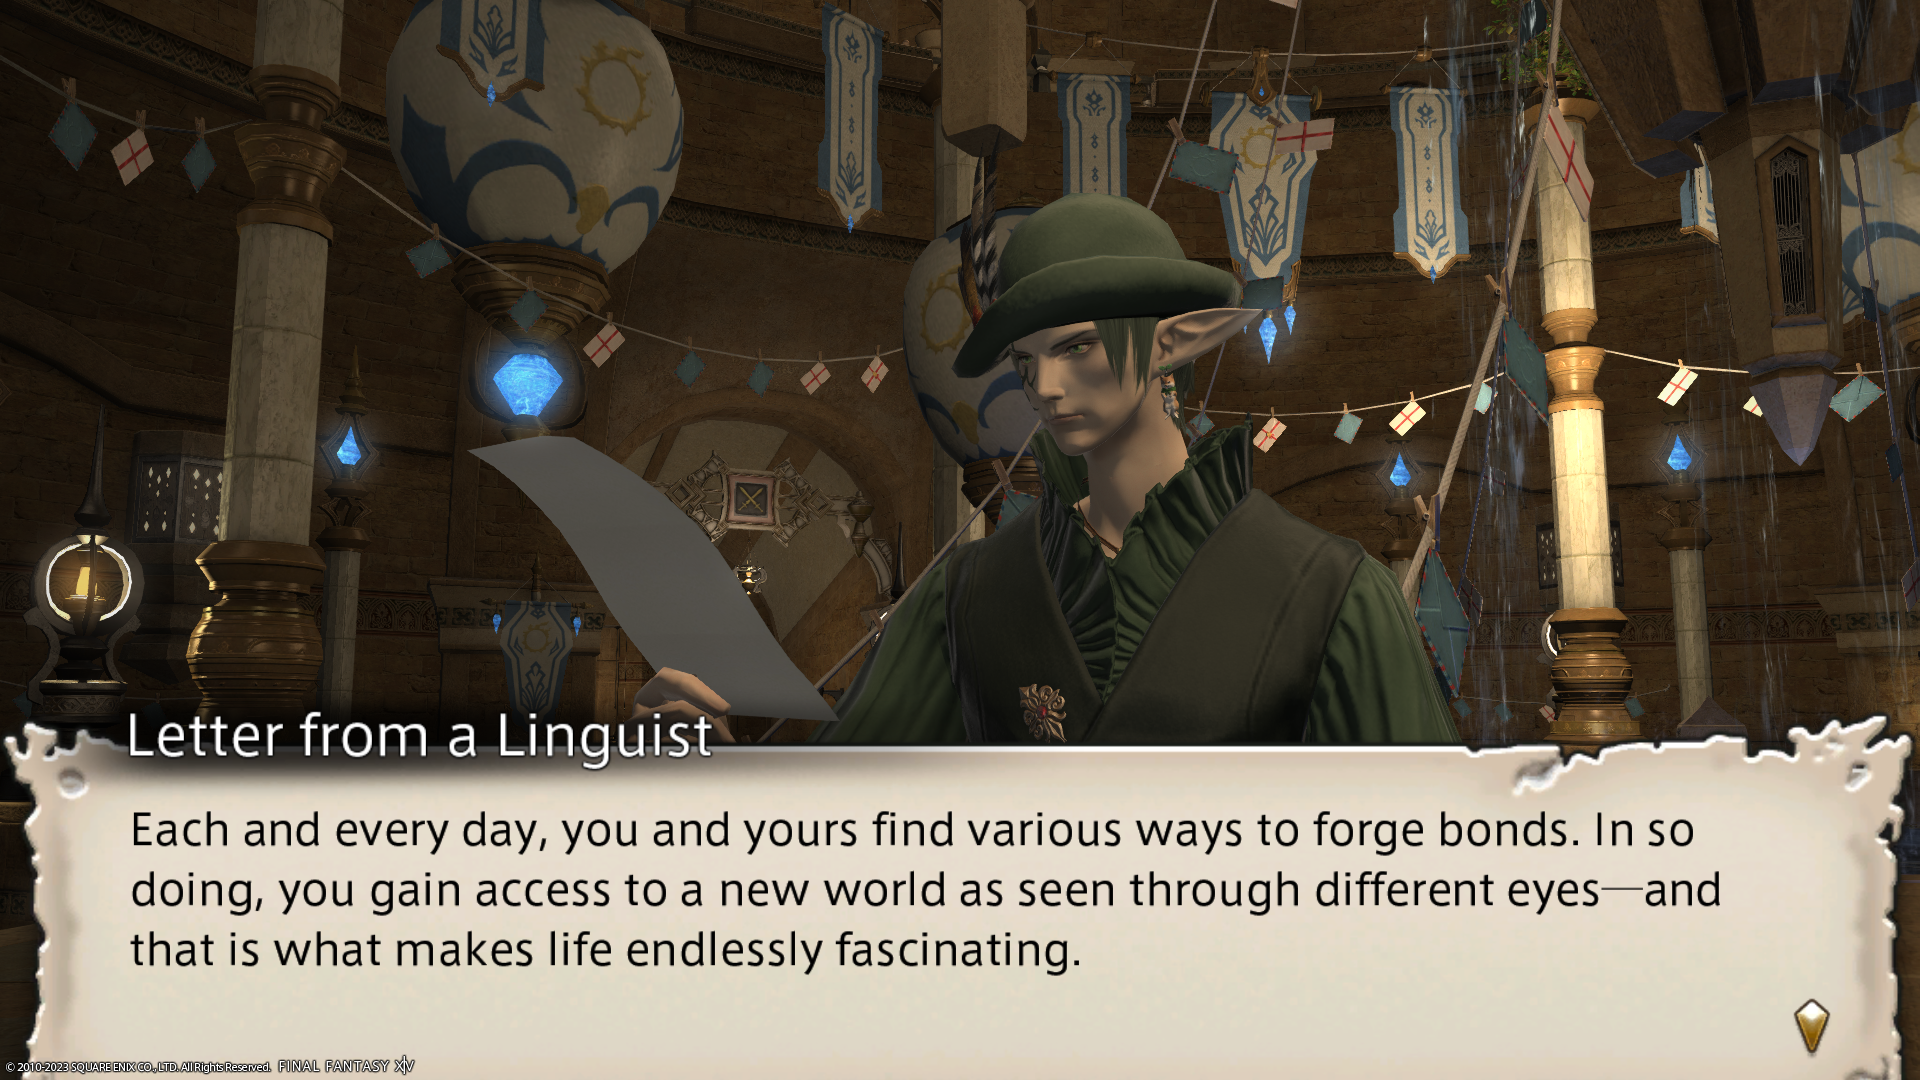 Letter from a Linguist
Each and every day, you and yours find various ways to forge bonds. In so
doing, you gain access to a new world as seen through different eyes—and
that is what makes life endlessly fascinating.
© 2010-2023 SQUARE ENIX CO., LTD. All Rights Reserved. FINAL FANTASY XIV